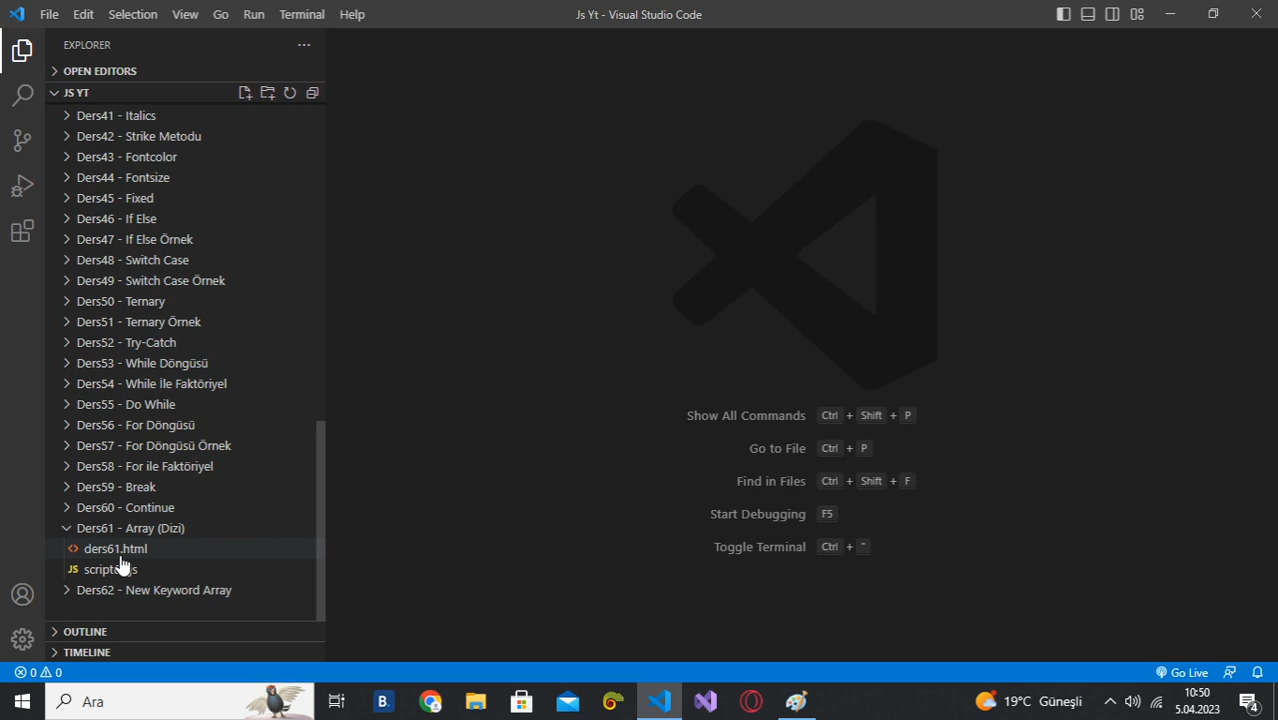 File Edit Selection View Go Run Terminal Help
Js Yt - Visual Studio Code
EXPLORER
OPEN EDITORS
JS YT
Ders41 - Italics
Ders42 - Strike Metodu
Ders43 - Fontcolor
Ders44 - Fontsize
Ders45 - Fixed
Ders46 - If Else
Ders47 - If Else Örnek
Ders48 - Switch Case
Ders49 - Switch Case Örnek
Ders50 - Ternary
Ders51 - Ternary Örnek
Ders52 - Try-Catch
Ders53 - While Döngüsü
Ders54 - While İle Faktöriyel
Ders55 - Do While
Ders56 - For Döngüsü
Ders57 - For Döngüsü Örnek
Ders58 - For ile Faktöriyel
Ders59 - Break
Ders60 - Continue
Ders61 - Array (Dizi)
ders61.html
JS
Ders62 - New Keyword Array
OUTLINE
TIMELINE
Show All Commands Ctrl + Shift + P
Go to File Ctrl + P
Find in Files Ctrl + Shift + F
Start Debugging F5
Toggle Terminal Ctrl + "
0 0
Go Live
Ara
B.
19°C Güneşli
10:50
5.04.2023
4